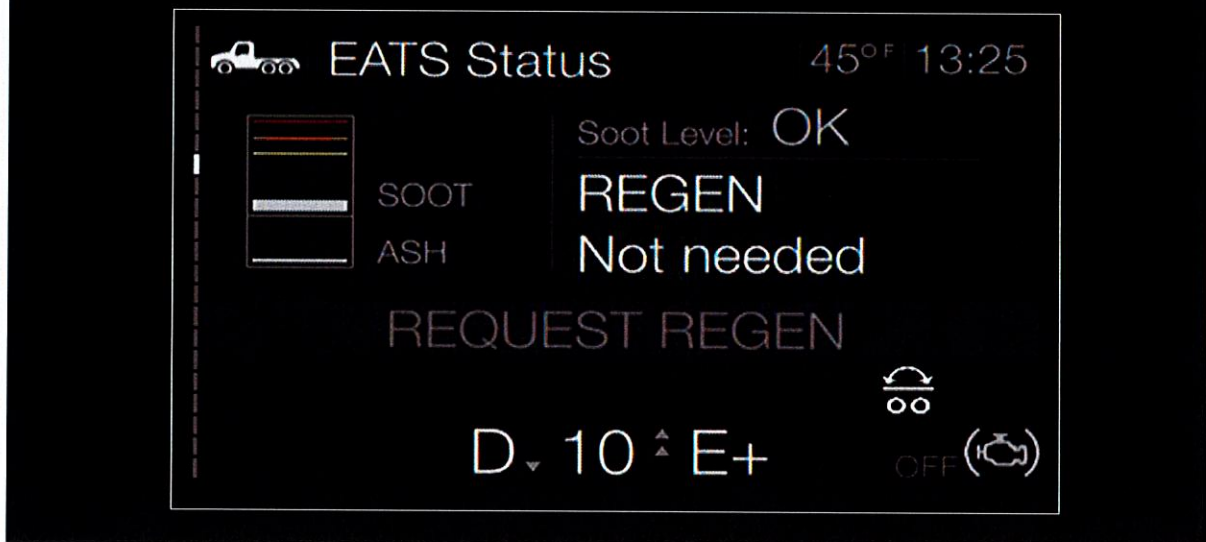 EATS Status 45°F 13:25
Soot Level: OK
SOOT REGEN
ASH Not needed
REQUEST REGEN
D 10 E+
OFF